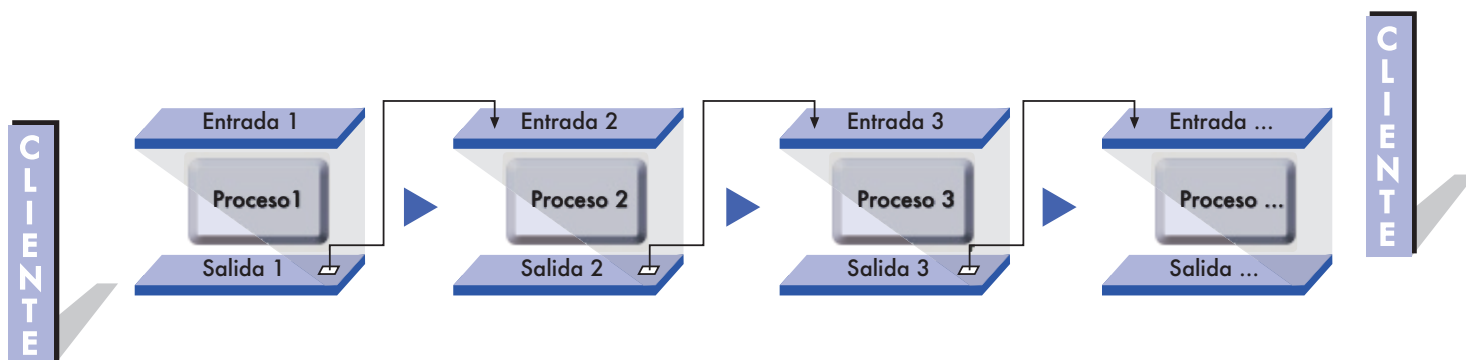 CLIENTE
Entrada 1
Entrada 2
Entrada 3
Entrada ...
Proceso1
Proceso 2
Proceso 3
Proceso ...
Salida 1
Salida 2
Salida 3
Salida ...
CLIENTE